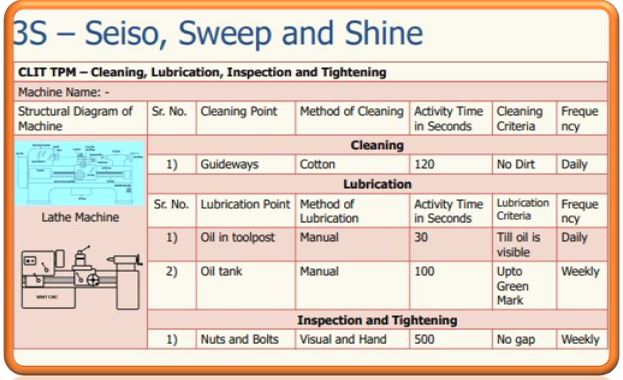 3S – Seiso, Sweep and Shine
CLIT TPM – Cleaning, Lubrication, Inspection and Tightening
Machine Name: -
Structural Diagram of Machine
Sr. No. Cleaning Point Method of Cleaning Activity Time in Seconds Cleaning Criteria Freque ncy
Cleaning
1) Guideways Cotton 120 No Dirt Daily
Lubrication
Lathe Machine
Sr. No. Lubrication Point Method of Lubrication Activity Time in Seconds Lubrication Criteria Freque ncy
1) Oil in toolpost Manual 30 Till oil is visible Daily
2) Oil tank Manual 100 Upto Green Mark Weekly
Inspection and Tightening
1) Nuts and Bolts Visual and Hand 500 No gap Weekly